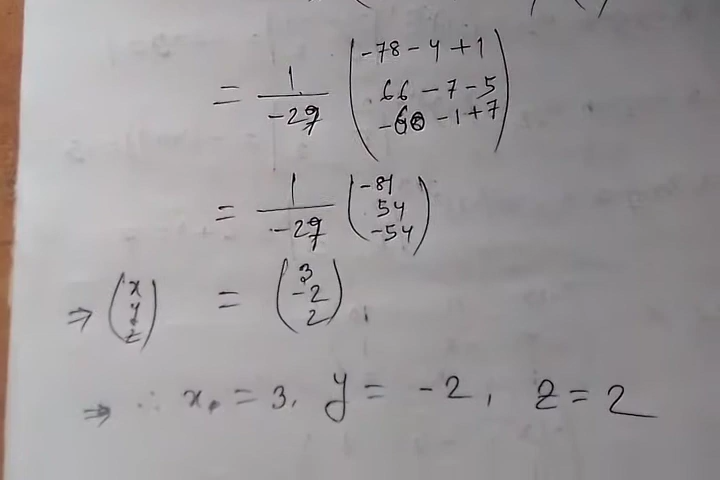 = 1/-27 (-78 - 4 + 1
66 - 7 - 5
-60 - 1 + 7)
= 1/-27 (-81
54
-54)
⇒ (x y z) = (3 -2 2).
⇒ ∴ x = 3, y = -2, z = 2